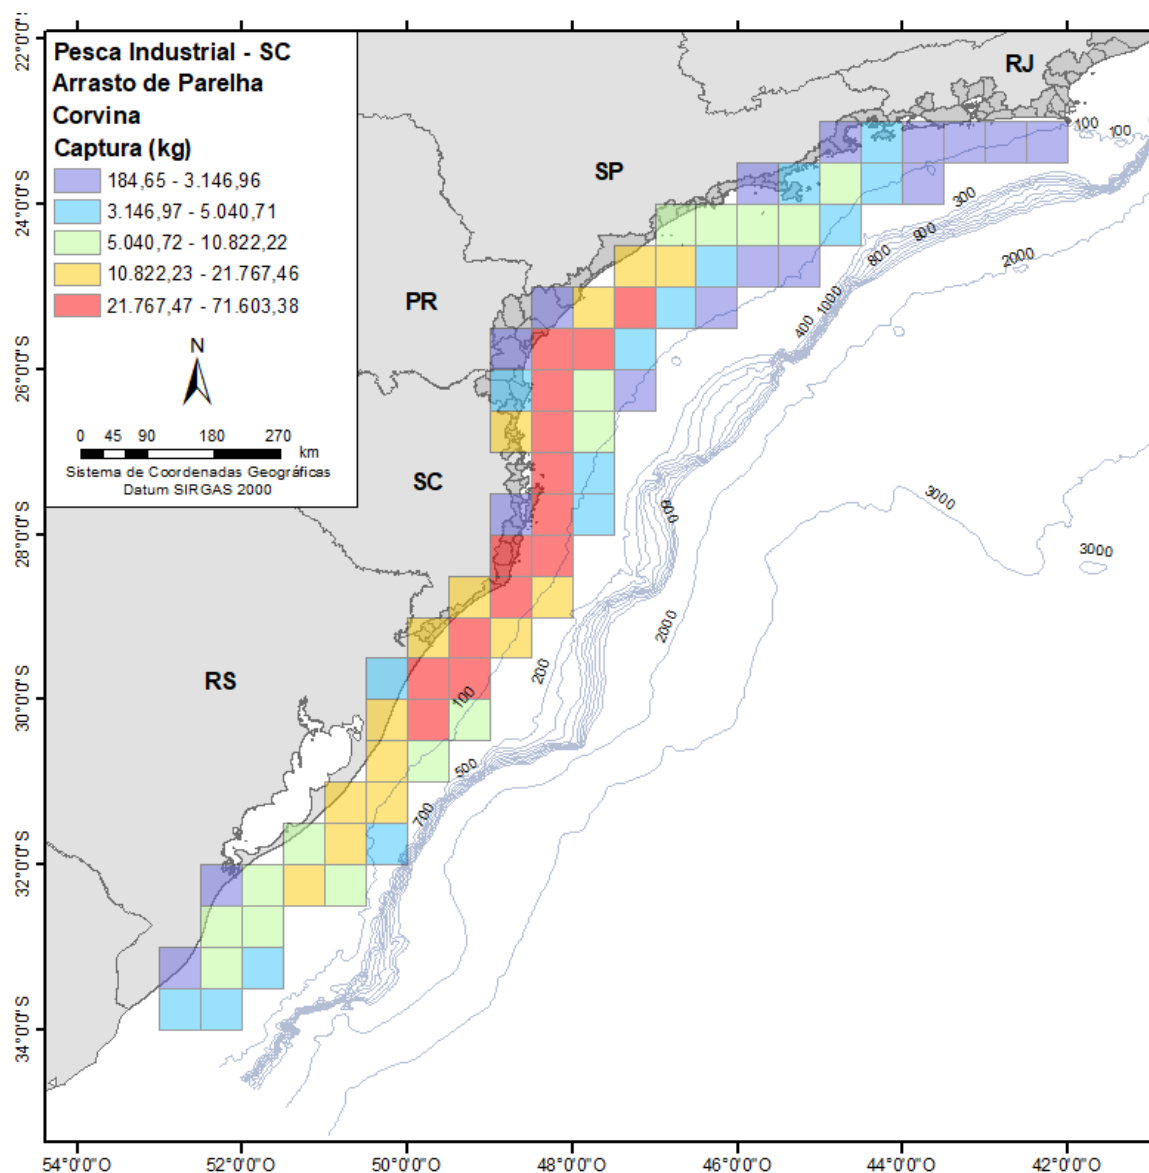 Pesca Industrial - SC
Arrasto de Parelha
Corvina
Captura (kg)
184,65 - 3.146,96
3.146,97 - 5.040,71
5.040,72 - 10.822,22
10.822,23 - 21.767,46
21.767,47 - 71.603,38
N
0 45 90 180 270
km
Sistema de Coordenadas Geográficas
Datum SIRGAS 2000
RJ
SP
PR
SC
RS
100
100
300
900
800
2000
1000
400
600
3000
3000
2000
200
100
500
700
22°0'0"S
24°0'0"S
26°0'0"S
28°0'0"S
30°0'0"S
32°0'0"S
34°0'0"S
54°0'0"O
52°0'0"O
50°0'0"O
48°0'0"O
46°0'0"O
44°0'0"O
42°0'0"O